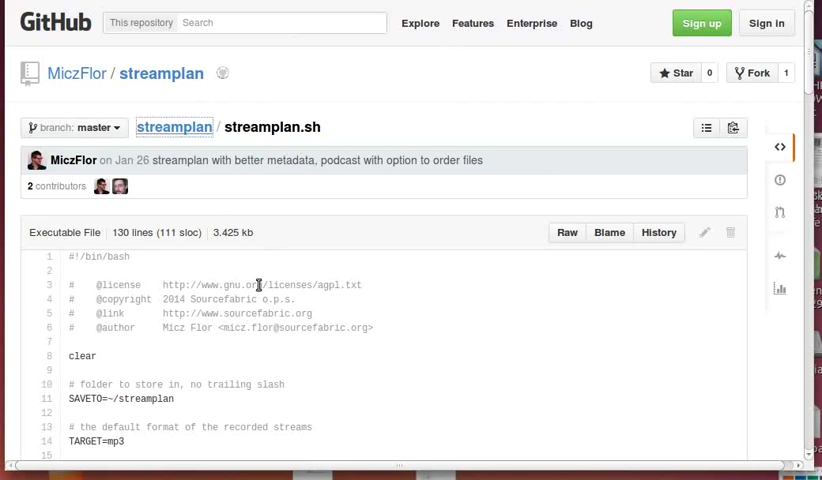 GitHub This repository Search Explore Features Enterprise Blog Sign up Sign in
MiczFlor / streamplan Star 0 Fork 1
branch: master streamplan / streamplan.sh
MiczFlor on Jan 26 streamplan with better metadata, podcast with option to order files
2 contributors
Executable File 130 lines (111 sloc) 3.425 kb Raw Blame History
1 #!/bin/bash
2
3 # @license http://www.gnu.org/licenses/agpl.txt
4 # @copyright 2014 Sourcefabric o.p.s.
5 # @link http://www.sourcefabric.org
6 # @author Micz Flor <micz.flor@sourcefabric.org>
7
8 clear
9
10 # folder to store in, no trailing slash
11 SAVETO=~/streamplan
12
13 # the default format of the recorded streams
14 TARGET=mp3
15